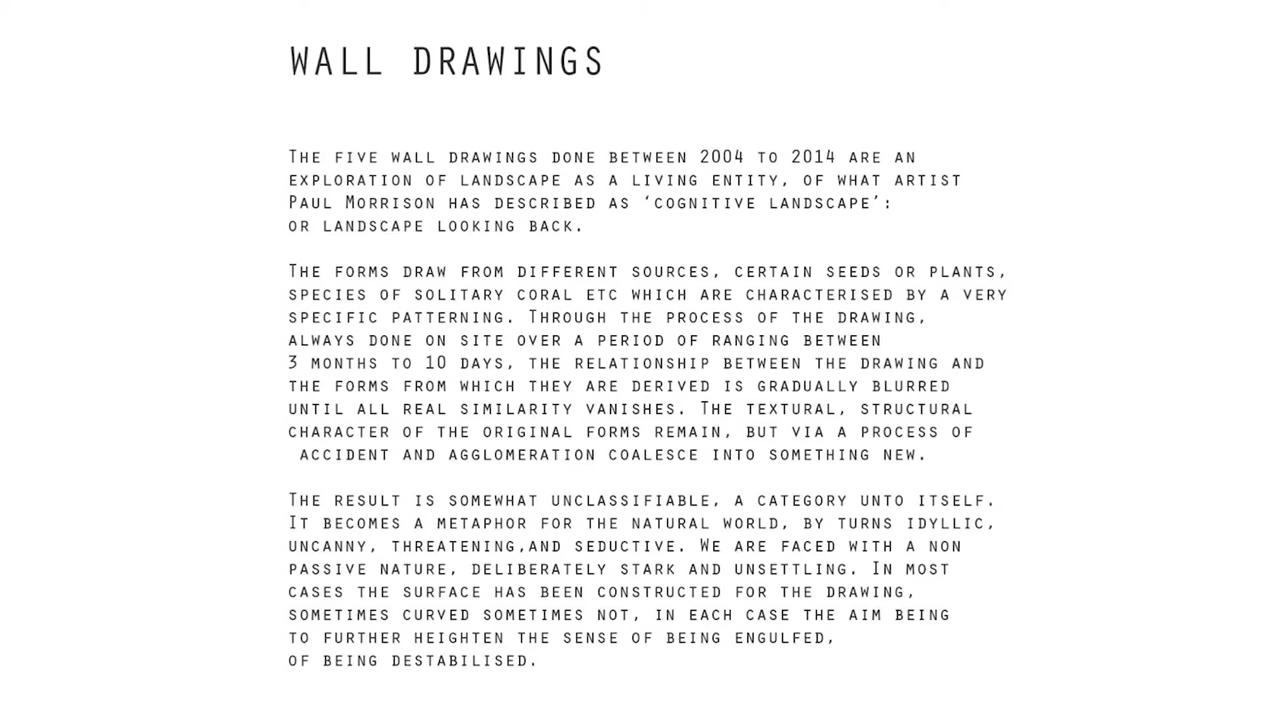 WALL DRAWINGS
THE FIVE WALL DRAWINGS DONE BETWEEN 2004 TO 2014 ARE AN
EXPLORATION OF LANDSCAPE AS A LIVING ENTITY, OF WHAT ARTIST
PAUL MORRISON HAS DESCRIBED AS ‘COGNITIVE LANDSCAPE’:
OR LANDSCAPE LOOKING BACK.
THE FORMS DRAW FROM DIFFERENT SOURCES, CERTAIN SEEDS OR PLANTS,
SPECIES OF SOLITARY CORAL ETC WHICH ARE CHARACTERISED BY A VERY
SPECIFIC PATTERNING. THROUGH THE PROCESS OF THE DRAWING,
ALWAYS DONE ON SITE OVER A PERIOD OF RANGING BETWEEN
3 MONTHS TO 10 DAYS, THE RELATIONSHIP BETWEEN THE DRAWING AND
THE FORMS FROM WHICH THEY ARE DERIVED IS GRADUALLY BLURRED
UNTIL ALL REAL SIMILARITY VANISHES. THE TEXTURAL, STRUCTURAL
CHARACTER OF THE ORIGINAL FORMS REMAIN, BUT VIA A PROCESS OF
ACCIDENT AND AGGLOMERATION COALESCE INTO SOMETHING NEW.
THE RESULT IS SOMEWHAT UNCLASSIFIABLE, A CATEGORY UNTO ITSELF.
IT BECOMES A METAPHOR FOR THE NATURAL WORLD, BY TURNS IDYLLIC,
UNCANNY, THREATENING,AND SEDUCTIVE. WE ARE FACED WITH A NON
PASSIVE NATURE, DELIBERATELY STARK AND UNSETTLING. IN MOST
CASES THE SURFACE HAS BEEN CONSTRUCTED FOR THE DRAWING,
SOMETIMES CURVED SOMETIMES NOT, IN EACH CASE THE AIM BEING
TO FURTHER HEIGHTEN THE SENSE OF BEING ENGULFED,
OF BEING DESTABILISED.